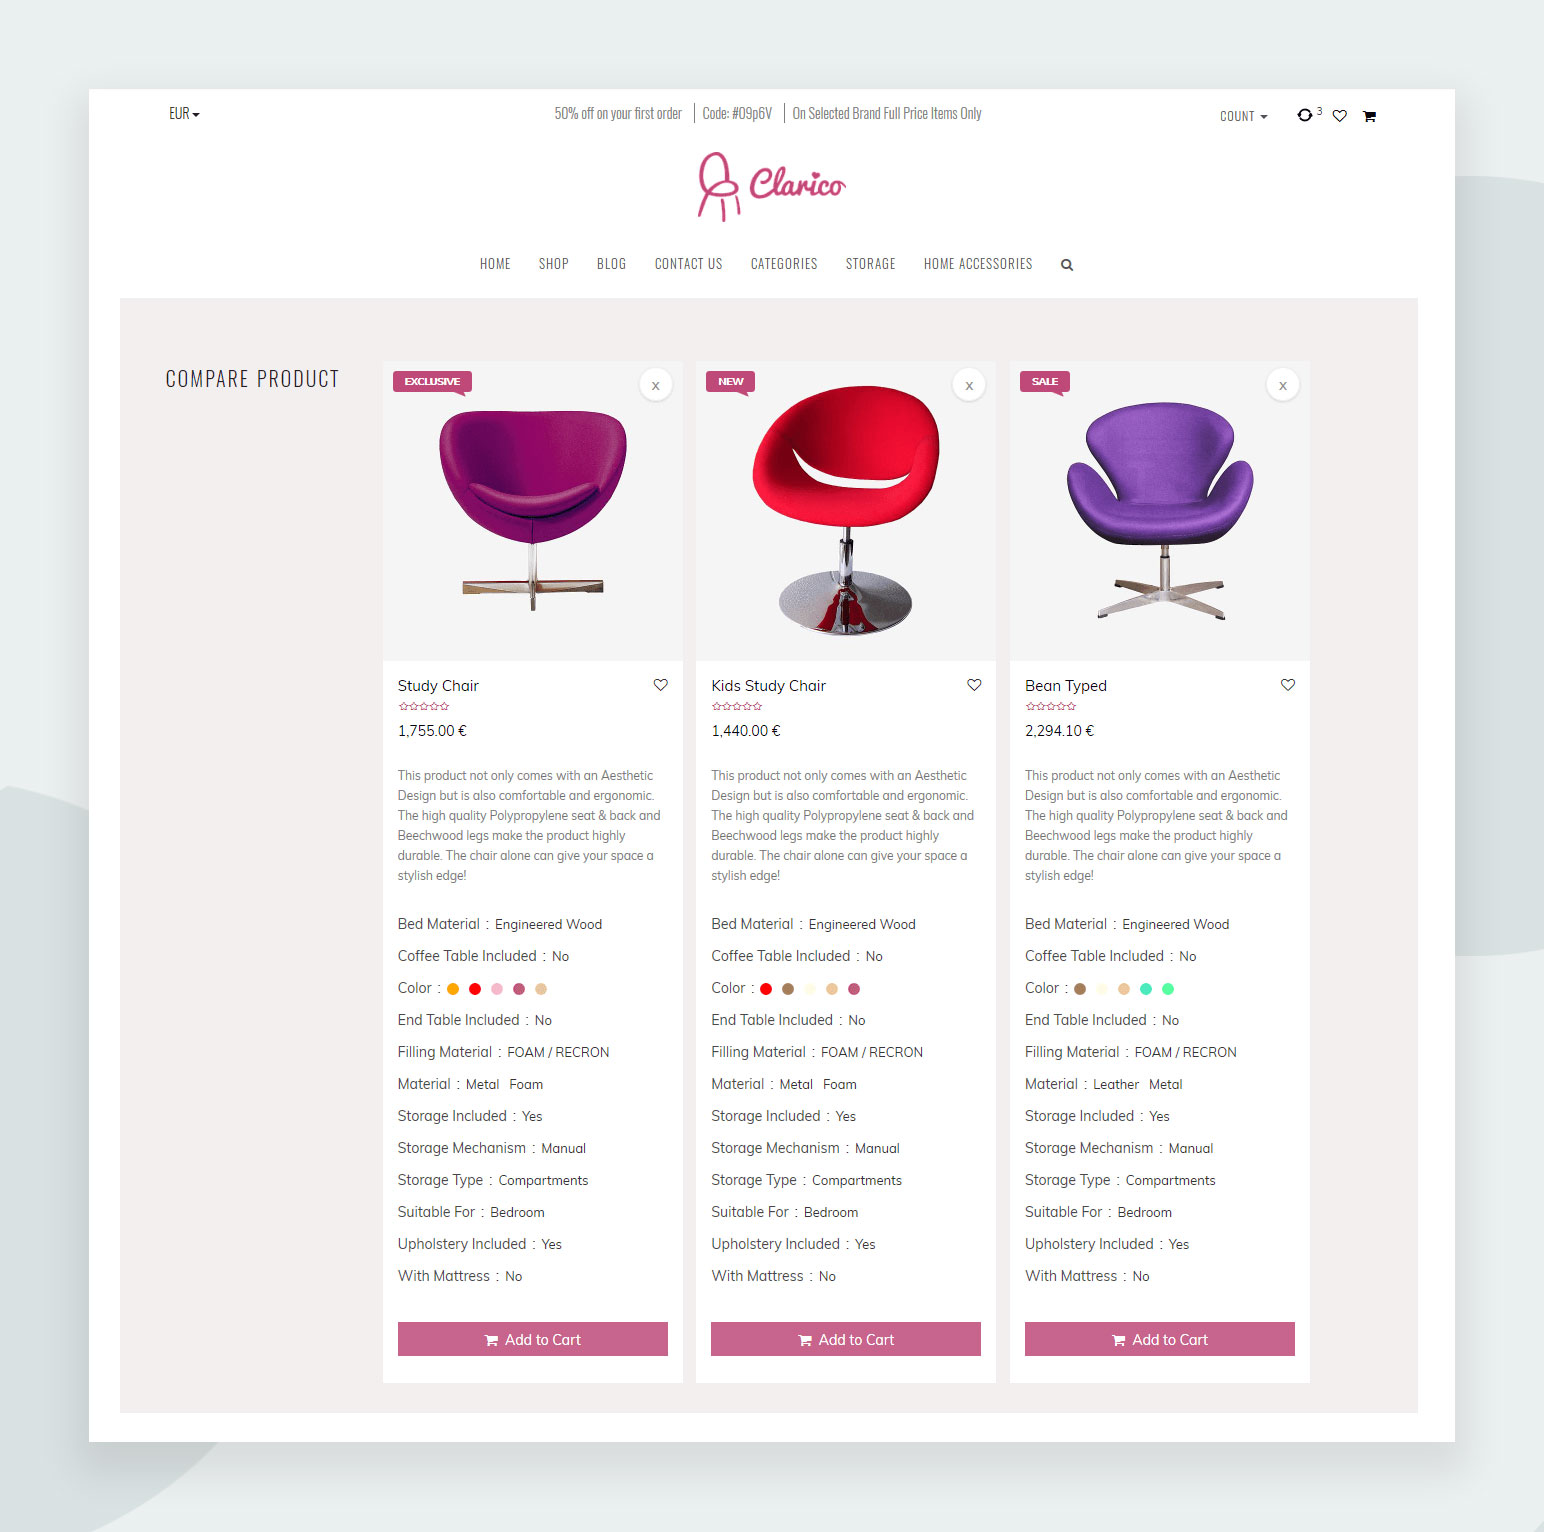 EUR
50% off on your first order
Code: #09p6V
On Selected Brand Full Price Items Only
COUNT
3
Clarico
HOME
SHOP
BLOG
CONTACT US
CATEGORIES
STORAGE
HOME ACCESSORIES
COMPARE PRODUCT
EXCLUSIVE
x
Study Chair
1,755.00 €
This product not only comes with an Aesthetic
Design but is also comfortable and ergonomic.
The high quality Polypropylene seat & back and
Beechwood legs make the product highly
durable. The chair alone can give your space a
stylish edge!
Bed Material : Engineered Wood
Coffee Table Included : No
Color :
End Table Included : No
Filling Material : FOAM / RECRON
Material : Metal Foam
Storage Included : Yes
Storage Mechanism : Manual
Storage Type : Compartments
Suitable For : Bedroom
Upholstery Included : Yes
With Mattress : No
Add to Cart
NEW
x
Kids Study Chair
1,440.00 €
This product not only comes with an Aesthetic
Design but is also comfortable and ergonomic.
The high quality Polypropylene seat & back and
Beechwood legs make the product highly
durable. The chair alone can give your space a
stylish edge!
Bed Material : Engineered Wood
Coffee Table Included : No
Color :
End Table Included : No
Filling Material : FOAM / RECRON
Material : Metal Foam
Storage Included : Yes
Storage Mechanism : Manual
Storage Type : Compartments
Suitable For : Bedroom
Upholstery Included : Yes
With Mattress : No
Add to Cart
SALE
x
Bean Typed
2,294.10 €
This product not only comes with an Aesthetic
Design but is also comfortable and ergonomic.
The high quality Polypropylene seat & back and
Beechwood legs make the product highly
durable. The chair alone can give your space a
stylish edge!
Bed Material : Engineered Wood
Coffee Table Included : No
Color :
End Table Included : No
Filling Material : FOAM / RECRON
Material : Leather Metal
Storage Included : Yes
Storage Mechanism : Manual
Storage Type : Compartments
Suitable For : Bedroom
Upholstery Included : Yes
With Mattress : No
Add to Cart